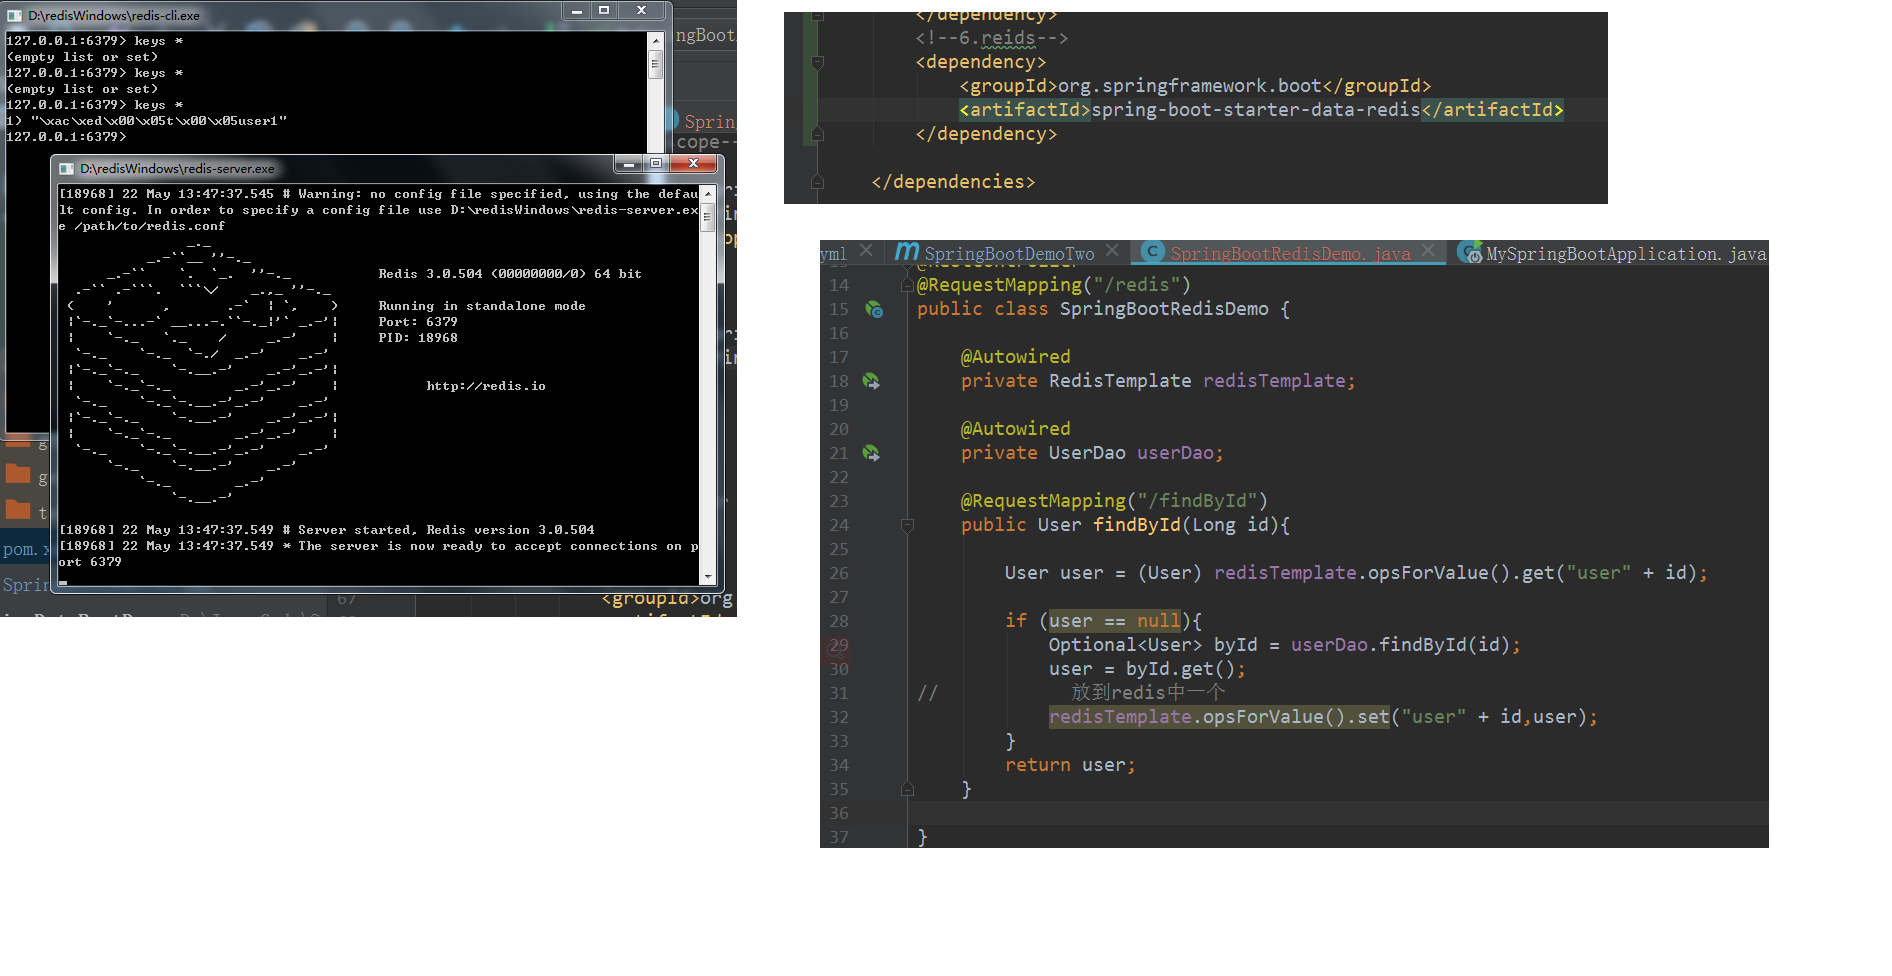 D:\redisWindows\redis-cli.exe
127.0.0.1:6379> keys *
(empty list or set)
127.0.0.1:6379> keys *
(empty list or set)
127.0.0.1:6379> keys *
1) "\xac\xed\x00\x05t\x00\x05user1"
127.0.0.1:6379>
D:\redisWindows\redis-server.exe
[18968] 22 May 13:47:37.545 # Warning: no config file specified, using the defau
lt config. In order to specify a config file use D:\redisWindows\redis-server.ex
e /path/to/redis.conf
Redis 3.0.504 (00000000/0) 64 bit
Running in standalone mode
Port: 6379
PID: 18968
http://redis.io
[18968] 22 May 13:47:37.549 # Server started, Redis version 3.0.504
[18968] 22 May 13:47:37.549 * The server is now ready to accept connections on p
ort 6379
ngBoot
Sprin
cope--
pom.x
Sprin
67
<groupId>org
</dependency>
<!--6.reids-->
<dependency>
<groupId>org.springframework.boot</groupId>
<artifactId>spring-boot-starter-data-redis</artifactId>
</dependency>
</dependencies>
yml SpringBootDemoTwo SpringBootRedisDemo.java MySpringBootApplication.java
@RestController
14 @RequestMapping("/redis")
15 public class SpringBootRedisDemo {
16
17 @Autowired
18 private RedisTemplate redisTemplate;
19
20 @Autowired
21 private UserDao userDao;
22
23 @RequestMapping("/findById")
24 public User findById(Long id){
25
26 User user = (User) redisTemplate.opsForValue().get("user" + id);
27
28 if (user == null){
29 Optional<User> byId = userDao.findById(id);
30 user = byId.get();
31 // 放到redis中一个
32 redisTemplate.opsForValue().set("user" + id,user);
33 }
34 return user;
35 }
36
37 }